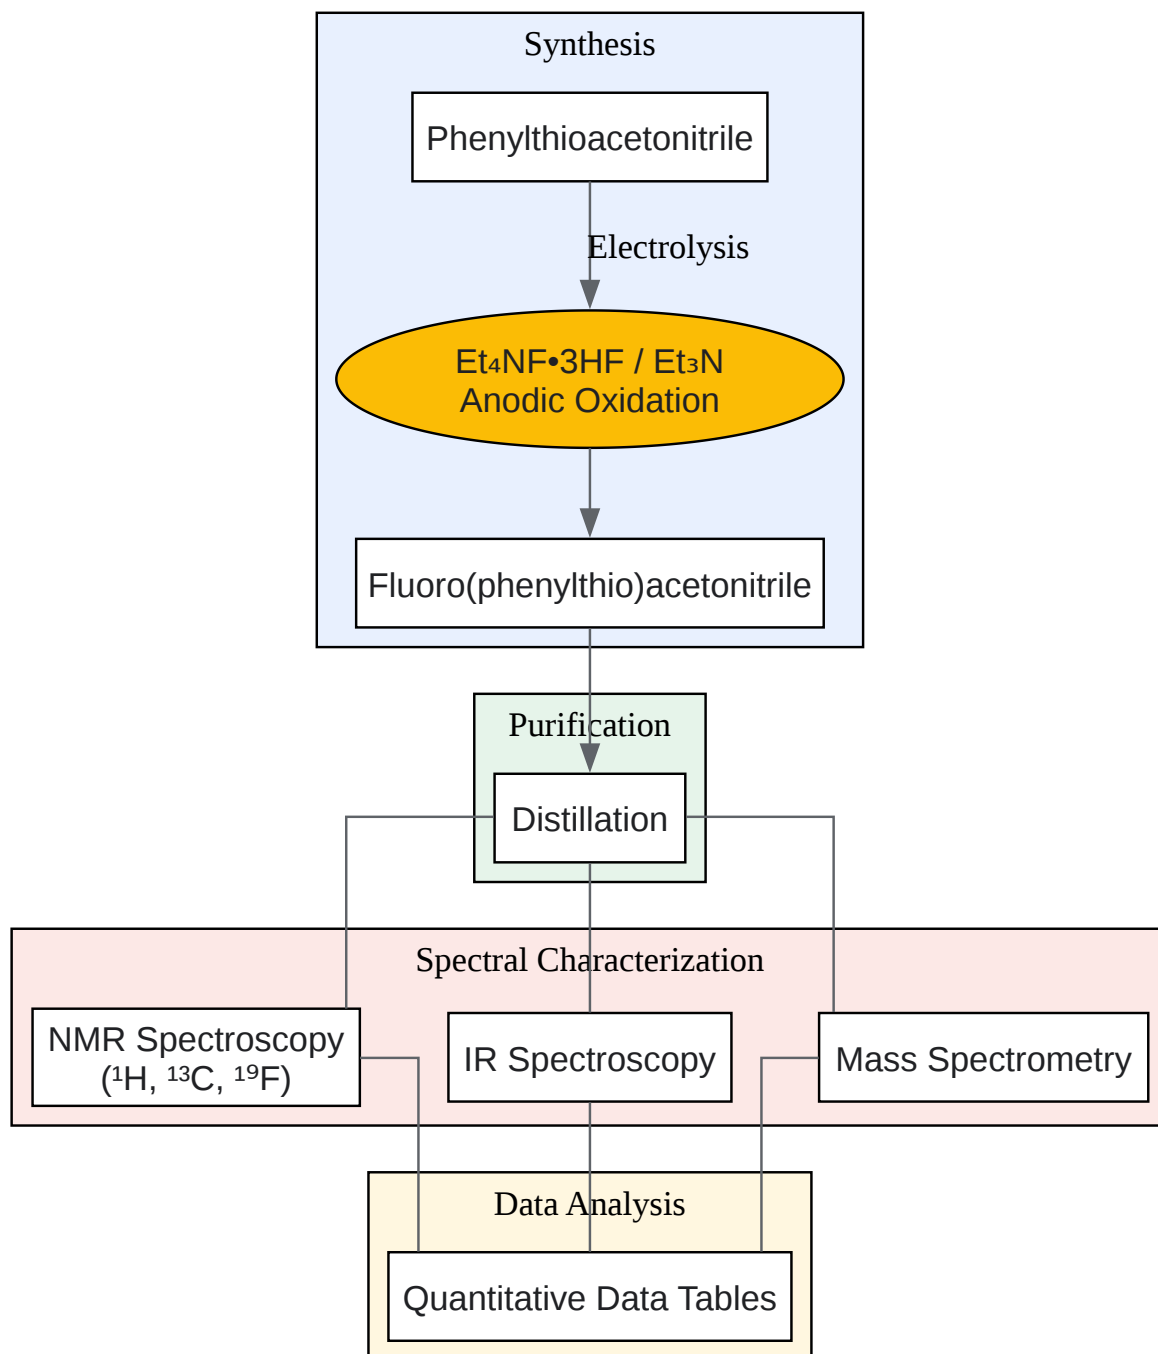 Synthesis
Phenylthioacetonitrile
Electrolysis
Et₄NF•3HF / Et₃N
Anodic Oxidation
Fluoro(phenylthio)acetonitrile
Purification
Distillation
Spectral Characterization
NMR Spectroscopy
(¹H, ¹³C, ¹⁹F)
IR Spectroscopy
Mass Spectrometry
Data Analysis
Quantitative Data Tables